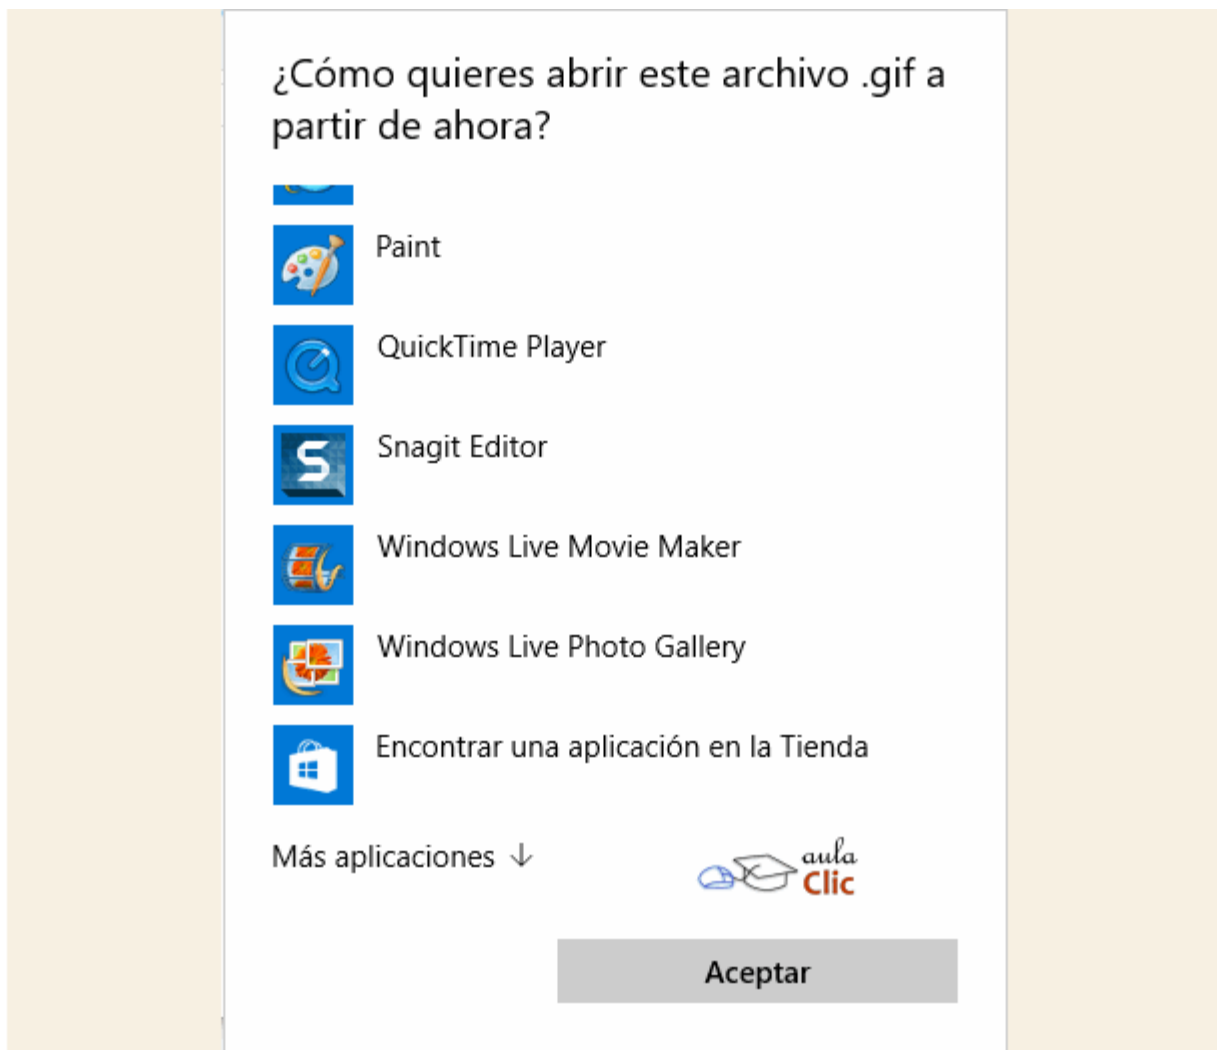 ¿Cómo quieres abrir este archivo .gif a
partir de ahora?
Paint
QuickTime Player
Snagit Editor
Windows Live Movie Maker
Windows Live Photo Gallery
Encontrar una aplicación en la Tienda
Más aplicaciones ↓
aula
Clic
Aceptar